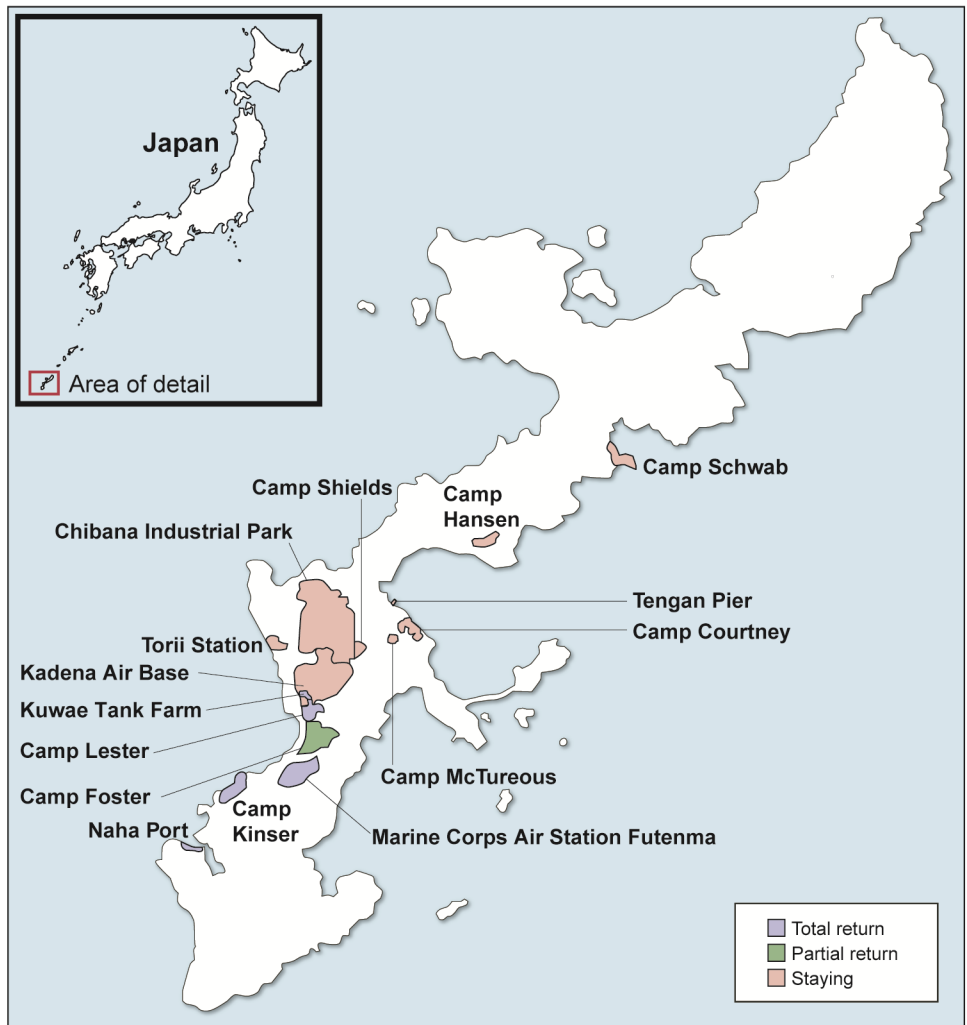 Japan
Area of detail
Camp Schwab
Camp Shields
Camp
Hansen
Chibana Industrial Park
Tengan Pier
Camp Courtney
Torii Station
Kadena Air Base
Kuwae Tank Farm
Camp Lester
Camp McTureous
Camp Foster
Camp
Kinser
Naha Port
Marine Corps Air Station Futenma
Total return
Partial return
Staying